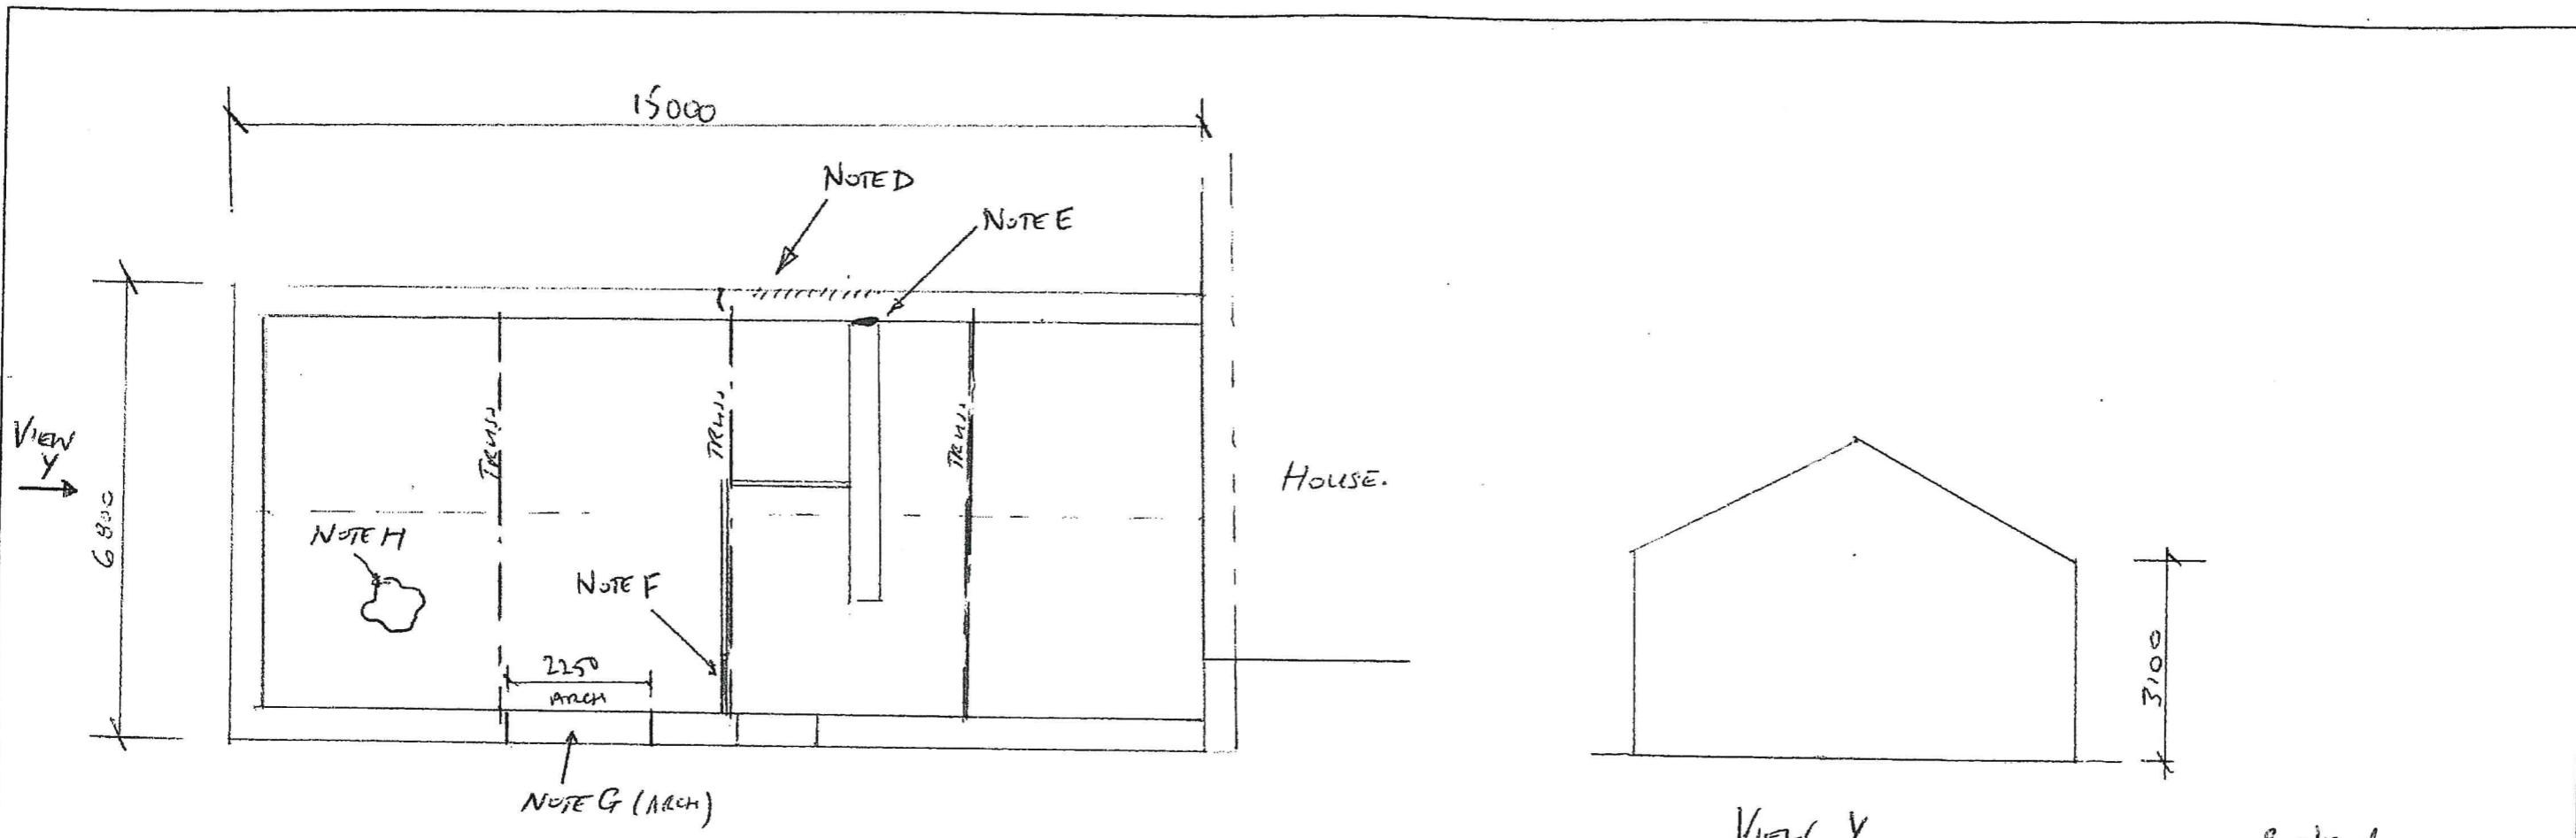 15000
NOTE D
NOTE E
VIEW
Y
6800
TRUSS
TRUSS
TRUSS
HOUSE.
NOTE H
NOTE F
2250
ARCH
NOTE G (ARCH)
3100
VIEW Y